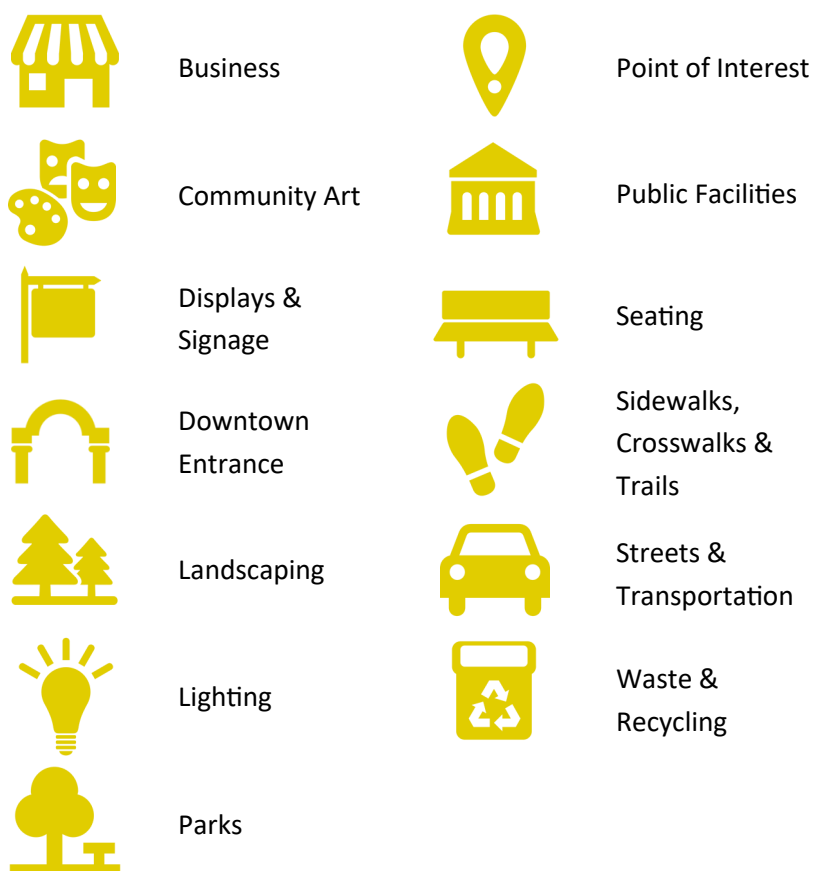 Business
Community Art
Displays &
Signage
Downtown
Entrance
Landscaping
Lighting
Parks
Point of Interest
Public Facilities
Seating
Sidewalks,
Crosswalks &
Trails
Streets &
Transportation
Waste &
Recycling